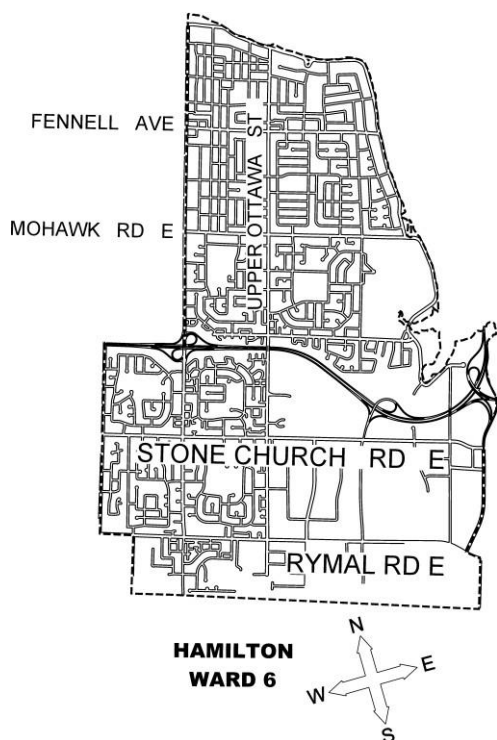 FENNELL AVE
UPPER OTTAWA ST E
MOHAWK RD E
STONE CHURCH RD E
RYMAL RD E
HAMILTON
WARD 6
N
E
W
S